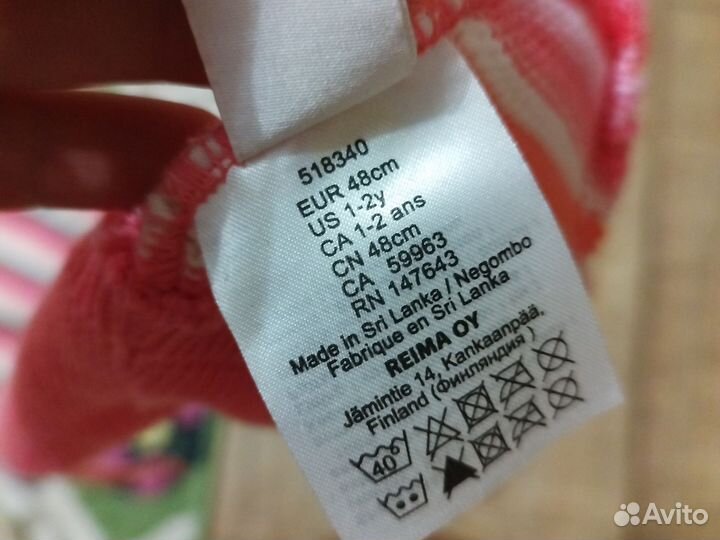 518340
EUR 48cm
US 1-2y
CA 1-2 ans
CN 48cm
CA 59963
RN 147643
Made in Sri Lanka / Negombo
Fabrique en Sri Lanka
REIMA OY
Jämintie 14, Kankaanpää,
Finland (Финляндия)
40
Avito